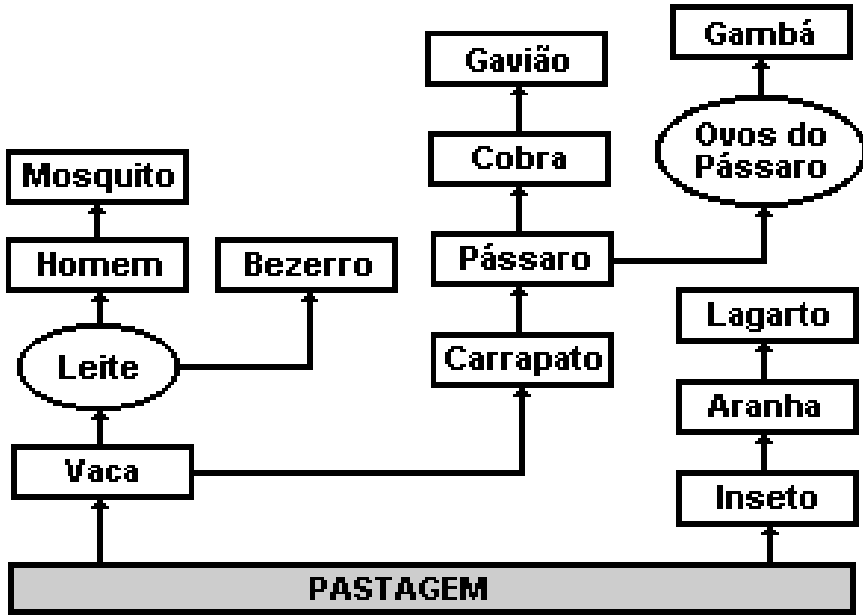 Gambá
Gavião
Ovos do
Pássaro
Cobra
Mosquito
Homem
Bezerro
Pássaro
Lagarto
Leite
Carrapato
Aranha
Vaca
Inseto
PASTAGEM